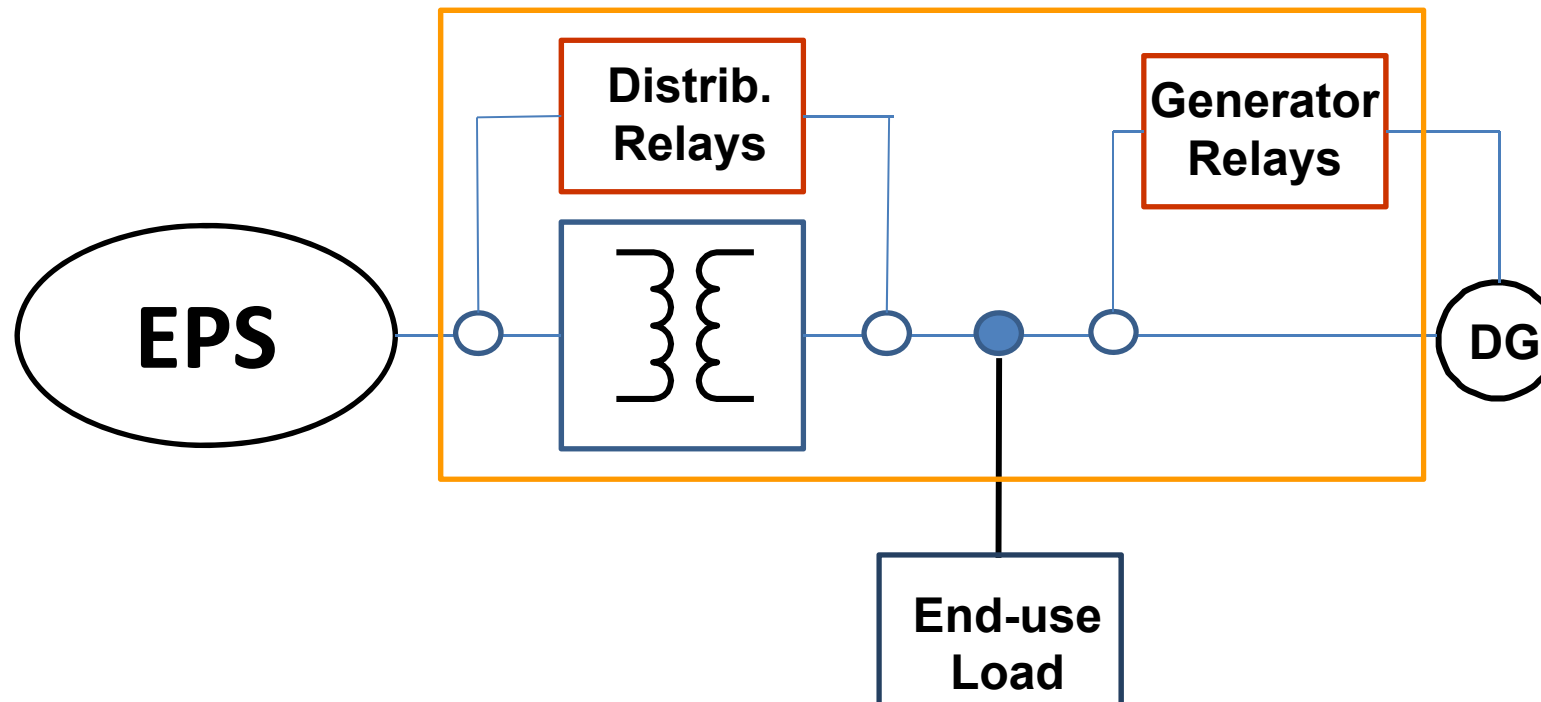 Distrib.
Relays
Generator
Relays
EPS
DG
End-use
Load